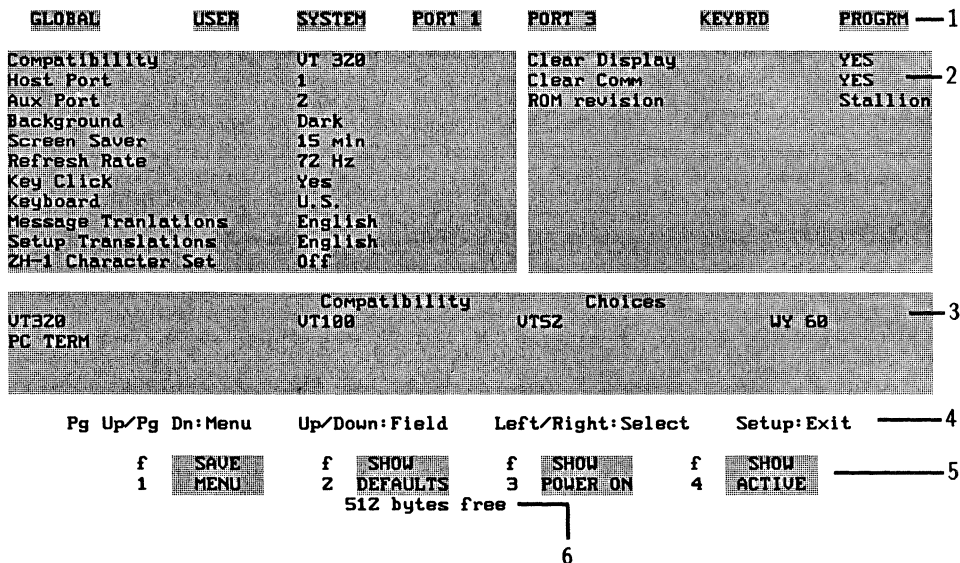 GLOBAL USER SYSTEM PORT 1 PORT 3 KEYBRD PROGRM 1
Compatibility VT 320 Clear Display YES
Host Port 1 Clear Comm YES 2
Aux Port 2 ROM revision Stallion
Background Dark
Screen Saver 15 min
Refresh Rate 72 Hz
Key Click Yes
Keyboard U.S.
Message Tranlations English
Setup Translations English
ZH-1 Character Set Off
Compatibility Choices
VT320 VT100 VT52 WY 60 3
PC TERM
Pg Up/Pg Dn:Menu Up/Down:Field Left/Right:Select Setup:Exit 4
f SAVE f SHOW f SHOW f SHOW 5
1 MENU 2 DEFAULTS 3 POWER ON 4 ACTIVE
512 bytes free
6